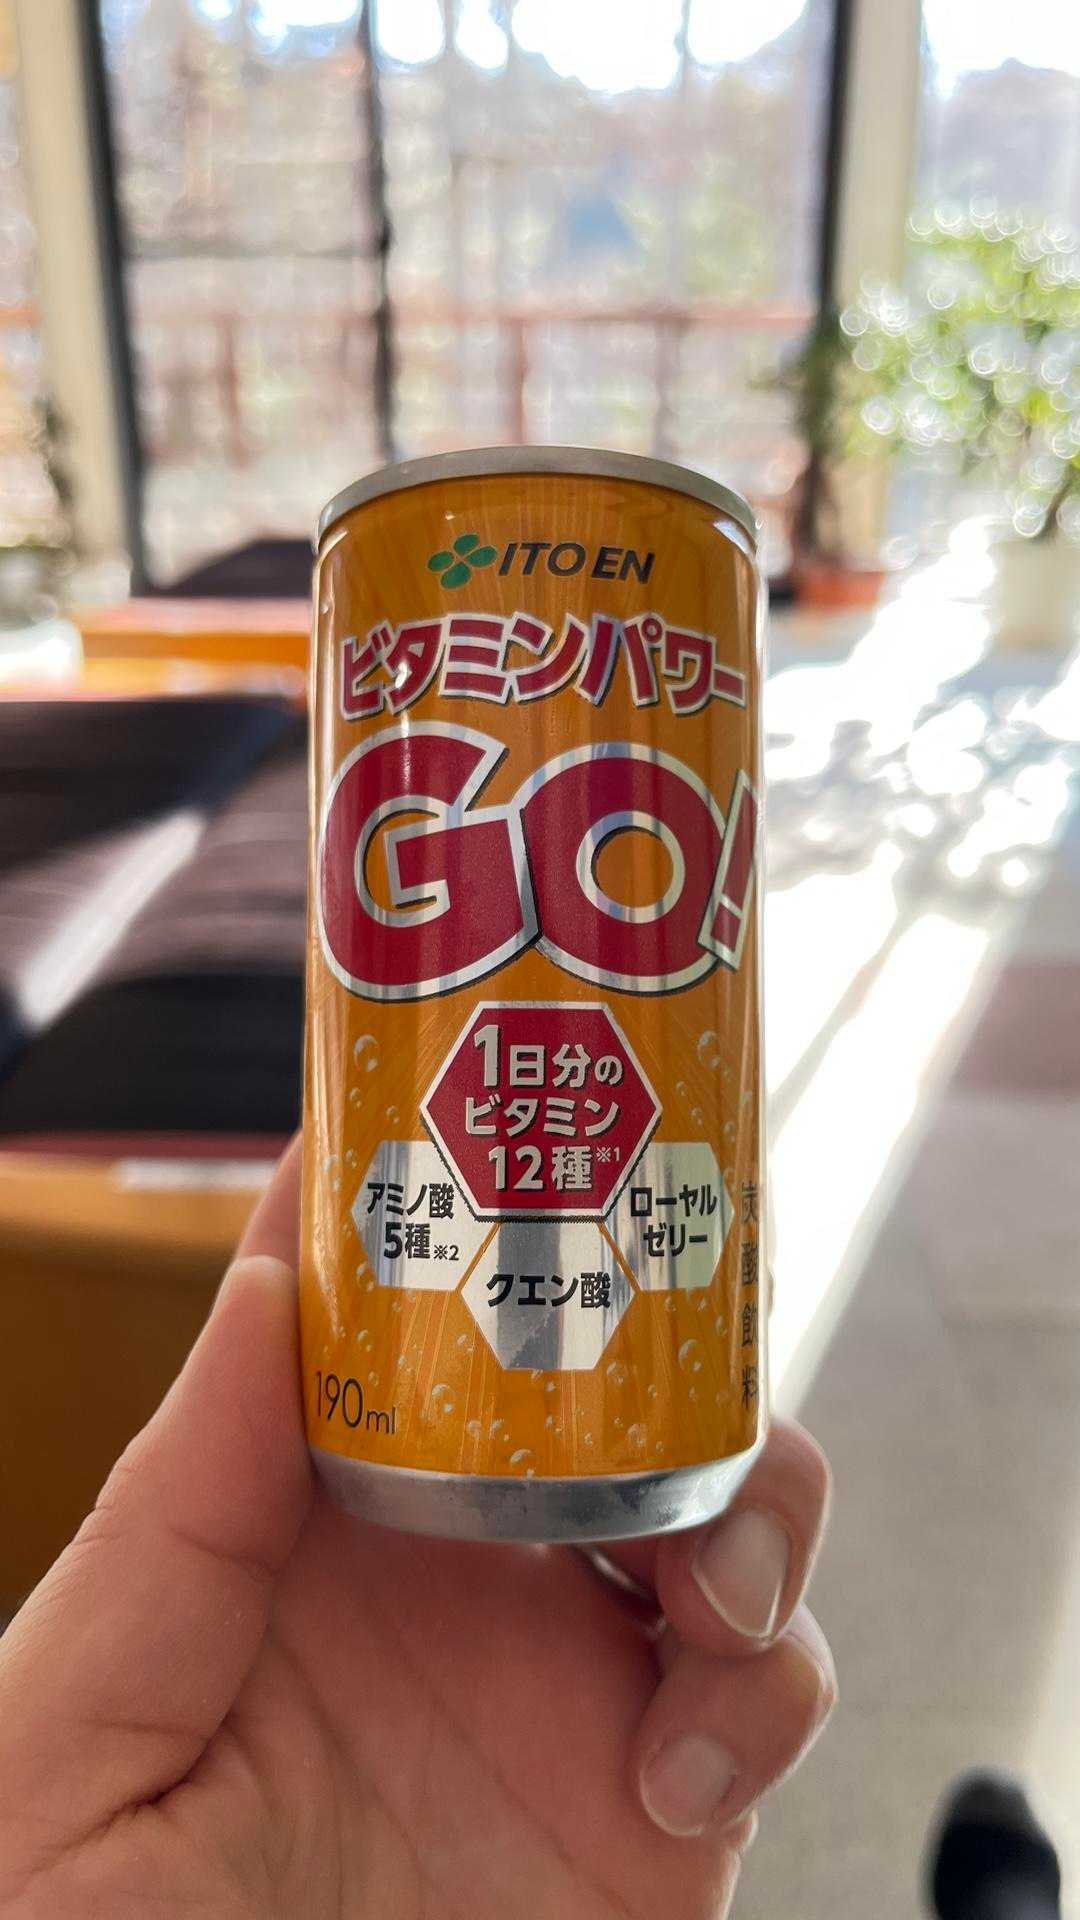 ITO EN
ビタミンパワー
GO!
1日分の
ビタミン
12種※1
アミノ酸
5種※2
ローヤル
ゼリー
クエン酸
炭酸飲料
190ml